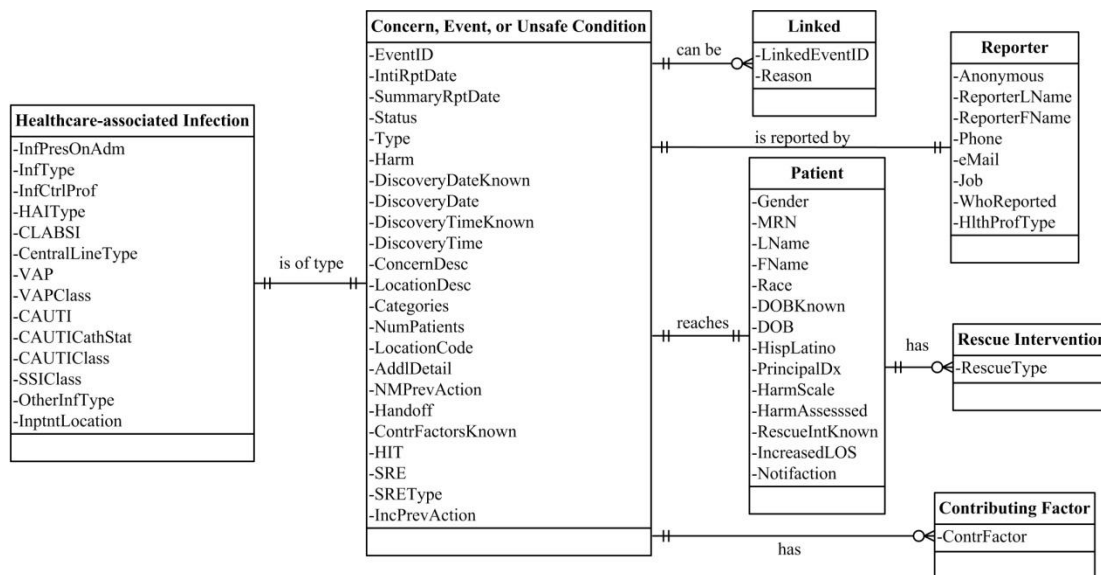 Healthcare-associated Infection
-InfPresOnAdm
-InfType
-InfCtrlProf
-HAIType
-CLABSI
-CentralLineType
-VAP
-VAPClass
-CAUTI
-CAUTICathStat
-CAUTIClass
-SSIClass
-OtherInfType
-InptntLocation
is of type
Concern, Event, or Unsafe Condition
-EventID
-IntiRptDate
-SummaryRptDate
-Status
-Type
-Harm
-DiscoveryDateKnown
-DiscoveryDate
-DiscoveryTimeKnown
-DiscoveryTime
-ConcernDesc
-LocationDesc
-Categories
-NumPatients
-LocationCode
-AddlDetail
-NMPrevAction
-Handoff
-ContrFactorsKnown
-HIT
-SRE
-SREType
-IncPrevAction
can be
Linked
-LinkedEventID
-Reason
is reported by
Reporter
-Anonymous
-ReporterLName
-ReporterFName
-Phone
-eMail
-Job
-WhoReported
-HlthProfType
reaches
Patient
-Gender
-MRN
-LName
-FName
-Race
-DOBKnown
-DOB
-HispLatino
-PrincipalDx
-HarmScale
-HarmAssesssed
-RescueIntKnown
-IncreasedLOS
-Notifaction
has
Rescue Intervention
-RescueType
has
Contributing Factor
-ContrFactor